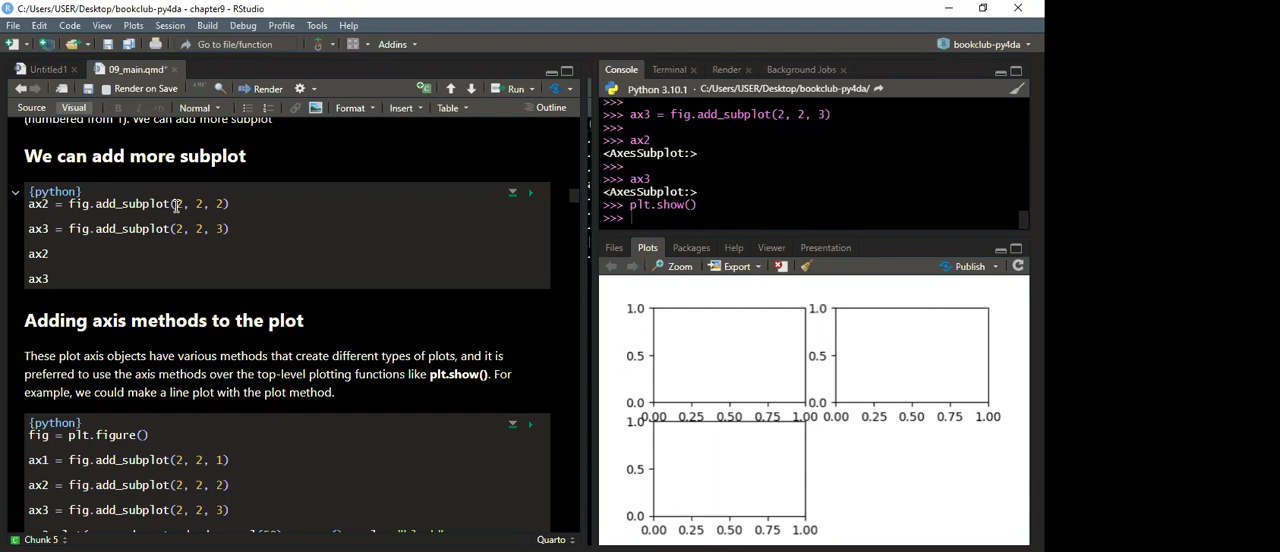 C:/Users/USER/Desktop/bookclub-py4da - chapter9 - RStudio
File Edit Code View Plots Session Build Debug Profile Tools Help
Go to file/function Addins bookclub-py4da
Untitled1 09_main.qmd*
Render on Save ABC Render Run
Source Visual B I Normal Format Insert Table Outline
(numbered from 1). We can add more subplot
We can add more subplot
{python}
ax2 = fig.add_subplot(2, 2, 2)
ax3 = fig.add_subplot(2, 2, 3)
ax2
ax3
Adding axis methods to the plot
These plot axis objects have various methods that create different types of plots, and it is
preferred to use the axis methods over the top-level plotting functions like plt.show(). For
example, we could make a line plot with the plot method.
{python}
fig = plt.figure()
ax1 = fig.add_subplot(2, 2, 1)
ax2 = fig.add_subplot(2, 2, 2)
ax3 = fig.add_subplot(2, 2, 3)
Chunk 5 Quarto
Console Terminal Render Background Jobs
Python 3.10.1 · C:/Users/USER/Desktop/bookclub-py4da/
>>>
>>> ax3 = fig.add_subplot(2, 2, 3)
>>>
>>> ax2
<AxesSubplot:>
>>>
>>> ax3
<AxesSubplot:>
>>> plt.show()
>>>
Files Plots Packages Help Viewer Presentation
Zoom Export Publish
1.0 1.0
0.5 0.5
0.0 0.0
0.00 0.25 0.50 0.75 1.00 0.00 0.25 0.50 0.75 1.00
1.0
0.5
0.0
0.00 0.25 0.50 0.75 1.00